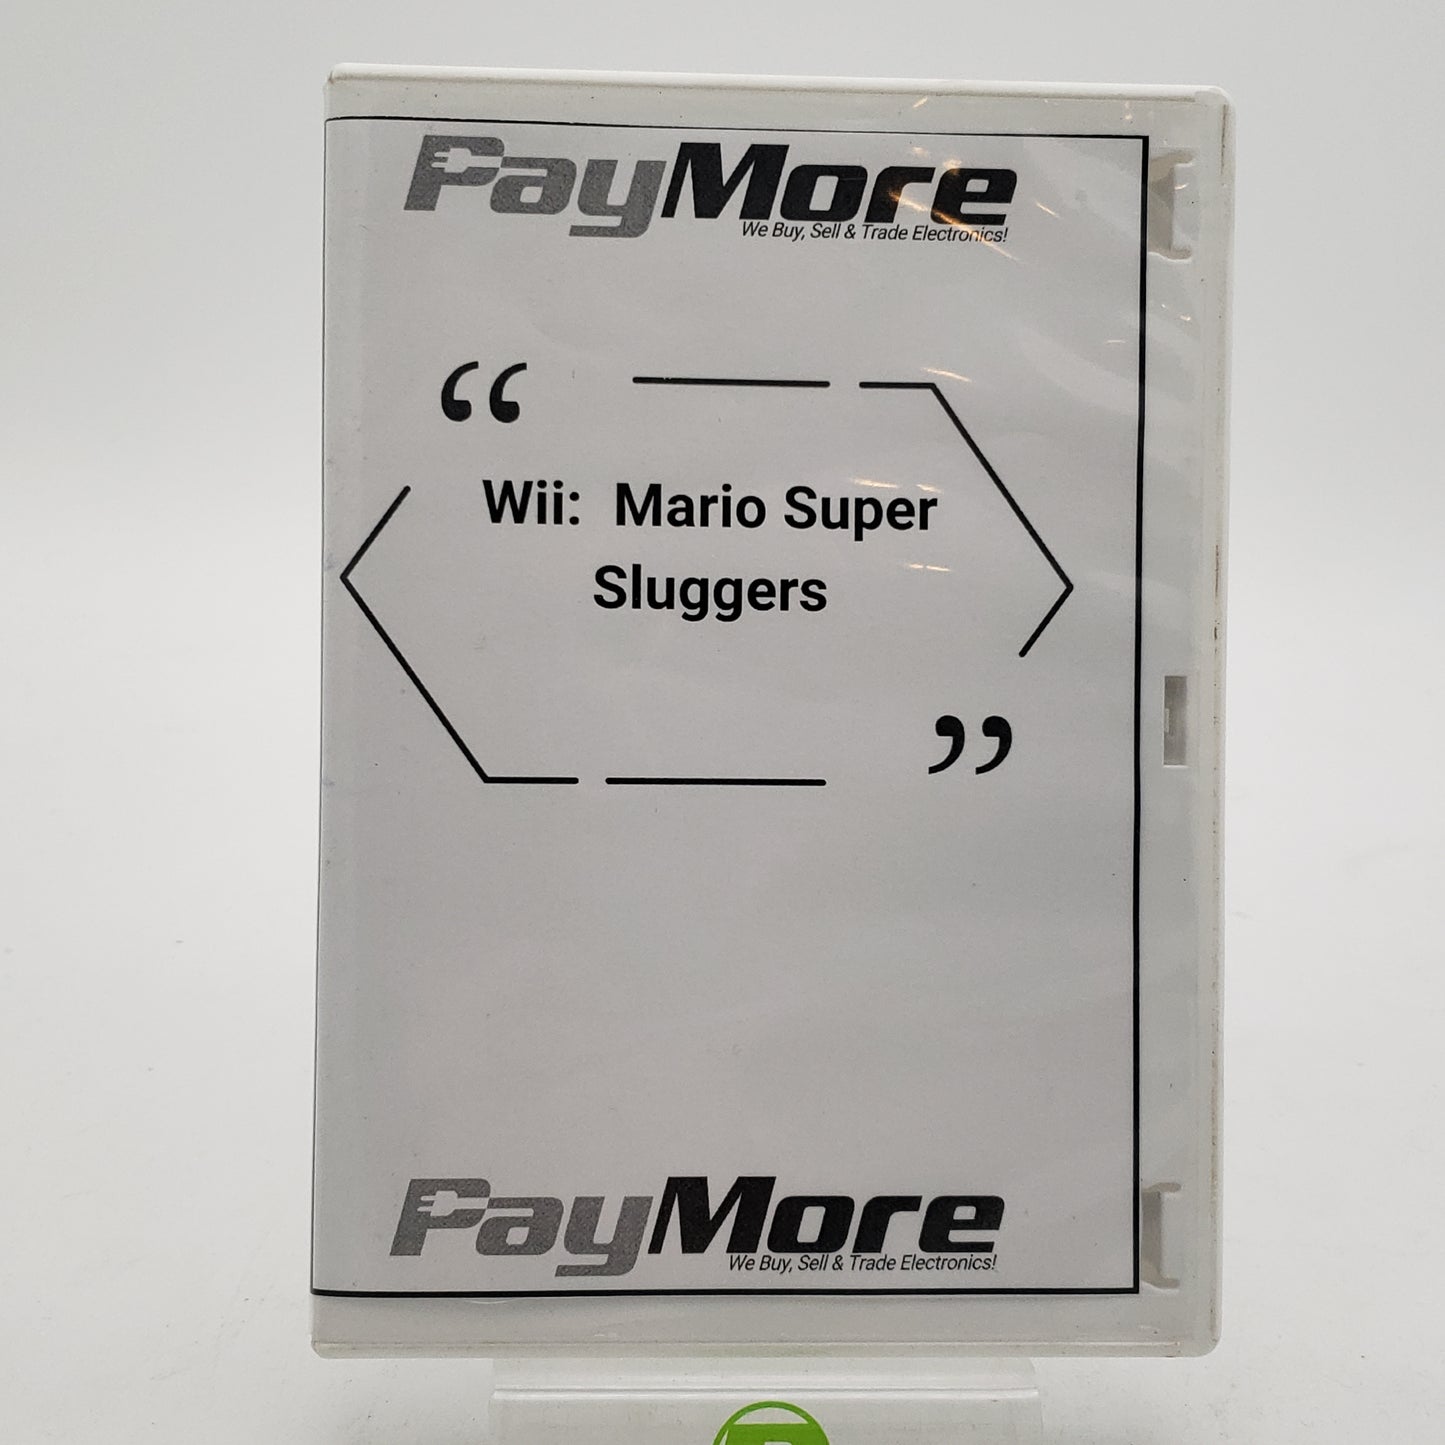 PayMore
We Buy, Sell & Trade Electronics!
“
Wii: Mario Super
Sluggers
”
PayMore
We Buy, Sell & Trade Electronics!